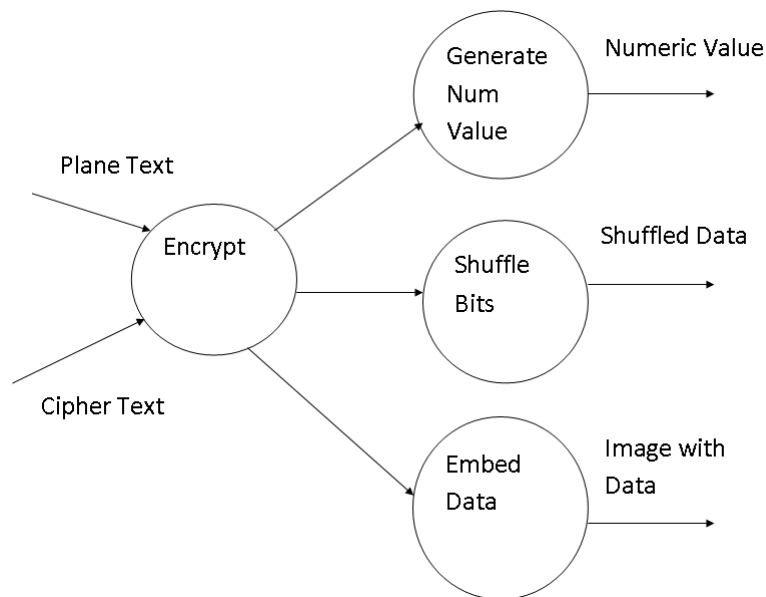 Generate
Num
Value
Numeric Value
Plane Text
Encrypt
Cipher Text
Shuffle
Bits
Shuffled Data
Embed
Data
Image with
Data